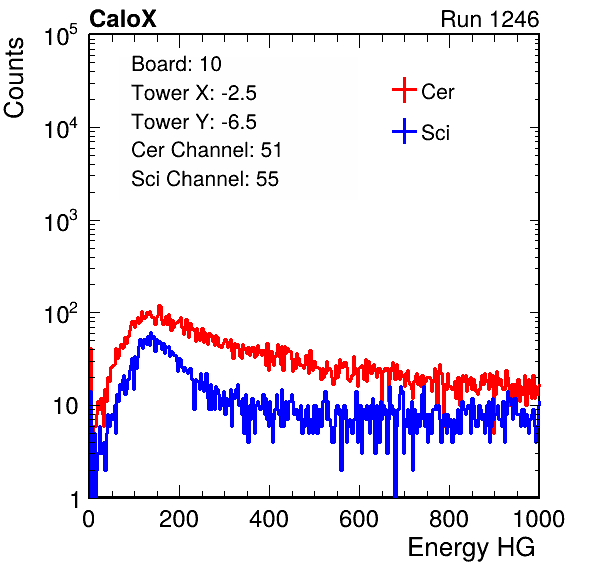 CaloX Run 1246
Counts
10^5
10^4
10^3
10^2
10
1
Board: 10
Tower X: -2.5
Tower Y: -6.5
Cer Channel: 51
Sci Channel: 55
Cer
Sci
0 200 400 600 800 1000
Energy HG